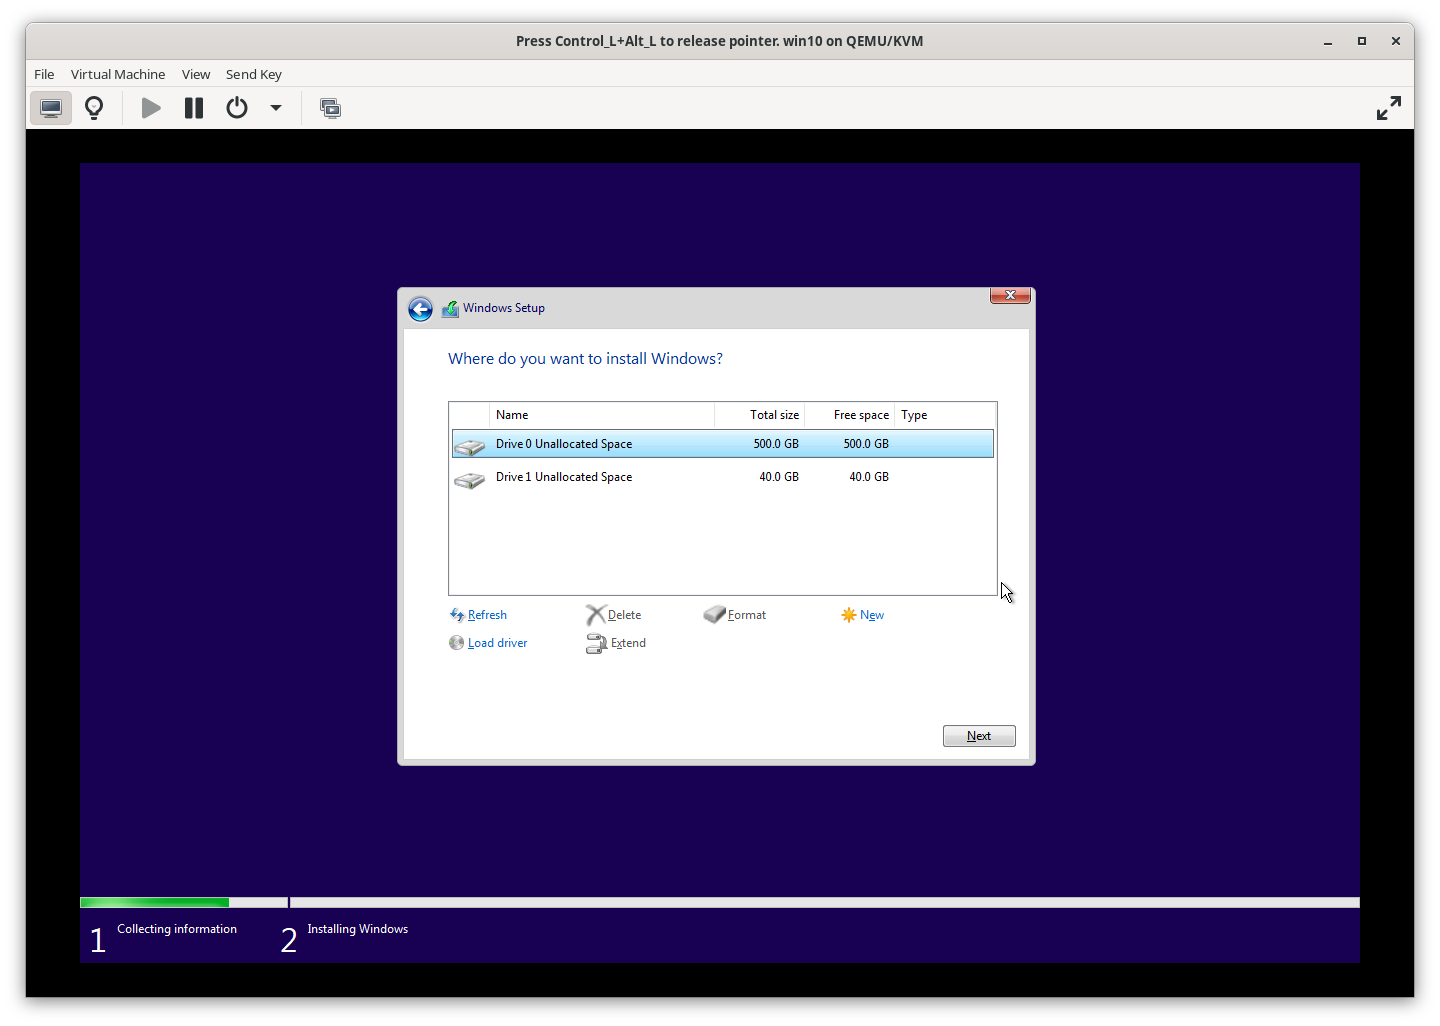 Press Control_L+Alt_L to release pointer. win10 on QEMU/KVM
File Virtual Machine View Send Key
Windows Setup
Where do you want to install Windows?
Name Total size Free space Type
Drive 0 Unallocated Space 500.0 GB 500.0 GB
Drive 1 Unallocated Space 40.0 GB 40.0 GB
Refresh Delete Format New
Load driver Extend
Next
1 Collecting information 2 Installing Windows